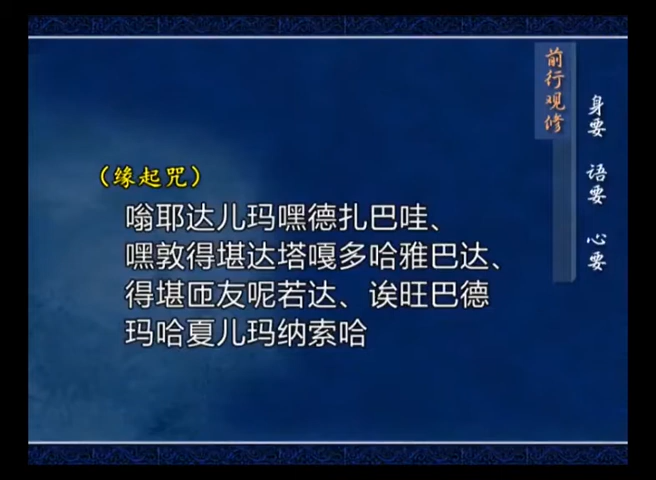 前行观修
身要 语要 心要
（缘起咒）
嗡耶达儿玛嘿德扎巴哇、
嘿敦得堪达塔嘎多哈雅巴达、
得堪匝友呢若达、诶旺巴德
玛哈夏儿玛纳索哈